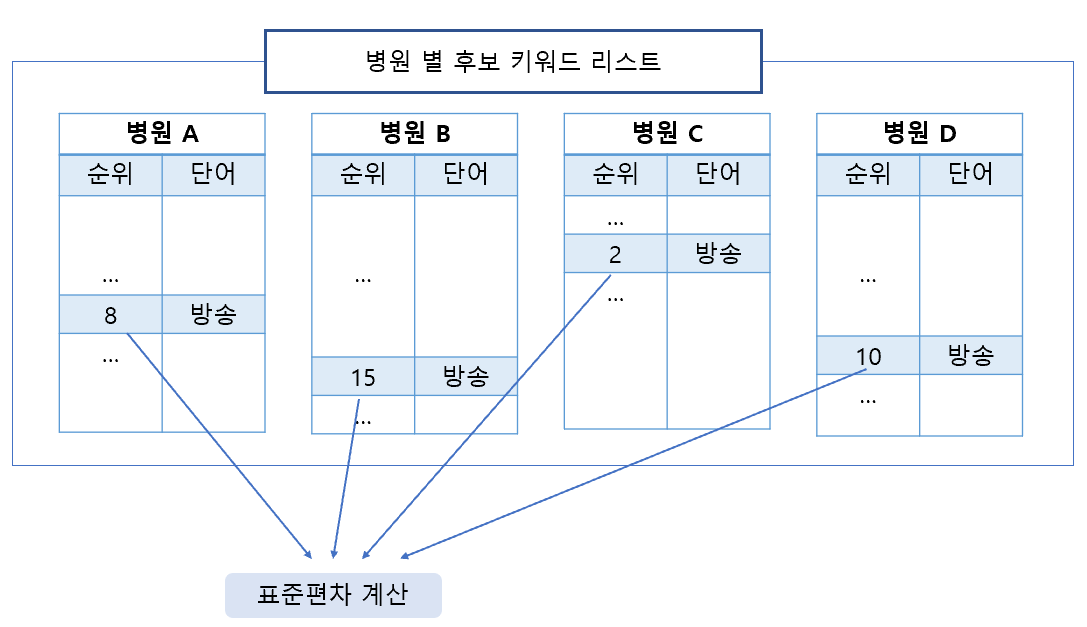 병원 별 후보 키워드 리스트
병원 A
순위 단어
...
8 방송
...
병원 B
순위 단어
...
15 방송
...
병원 C
순위 단어
...
2 방송
...
병원 D
순위 단어
...
10 방송
...
표준편차 계산